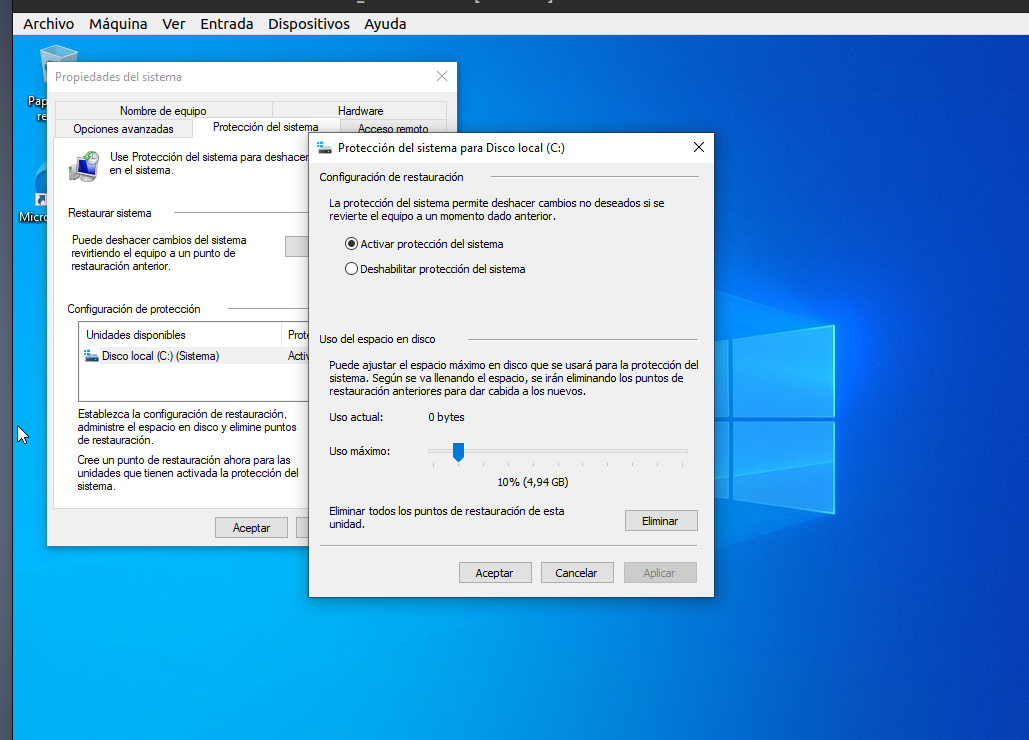 Archivo Máquina Ver Entrada Dispositivos Ayuda
Propiedades del sistema
Nombre de equipo Hardware
Opciones avanzadas Protección del sistema Acceso remoto
Use Protección del sistema para deshacer
en el sistema.
Restaurar sistema
Puede deshacer cambios del sistema
revirtiendo el equipo a un punto de
restauración anterior.
Configuración de protección
Unidades disponibles Prote
Disco local (C:) (Sistema) Activ
Establezca la configuración de restauración,
administre el espacio en disco y elimine puntos
de restauración.
Cree un punto de restauración ahora para las
unidades que tienen activada la protección del
sistema.
Aceptar
Protección del sistema para Disco local (C:)
Configuración de restauración
La protección del sistema permite deshacer cambios no deseados si se
revierte el equipo a un momento dado anterior.
Activar protección del sistema
Deshabilitar protección del sistema
Uso del espacio en disco
Puede ajustar el espacio máximo en disco que se usará para la protección del
sistema. Según se va llenando el espacio, se irán eliminando los puntos de
restauración anteriores para dar cabida a los nuevos.
Uso actual: 0 bytes
Uso máximo:
10% (4,94 GB)
Eliminar todos los puntos de restauración de esta
unidad.
Eliminar
Aceptar Cancelar Aplicar
Pap
re
Micro